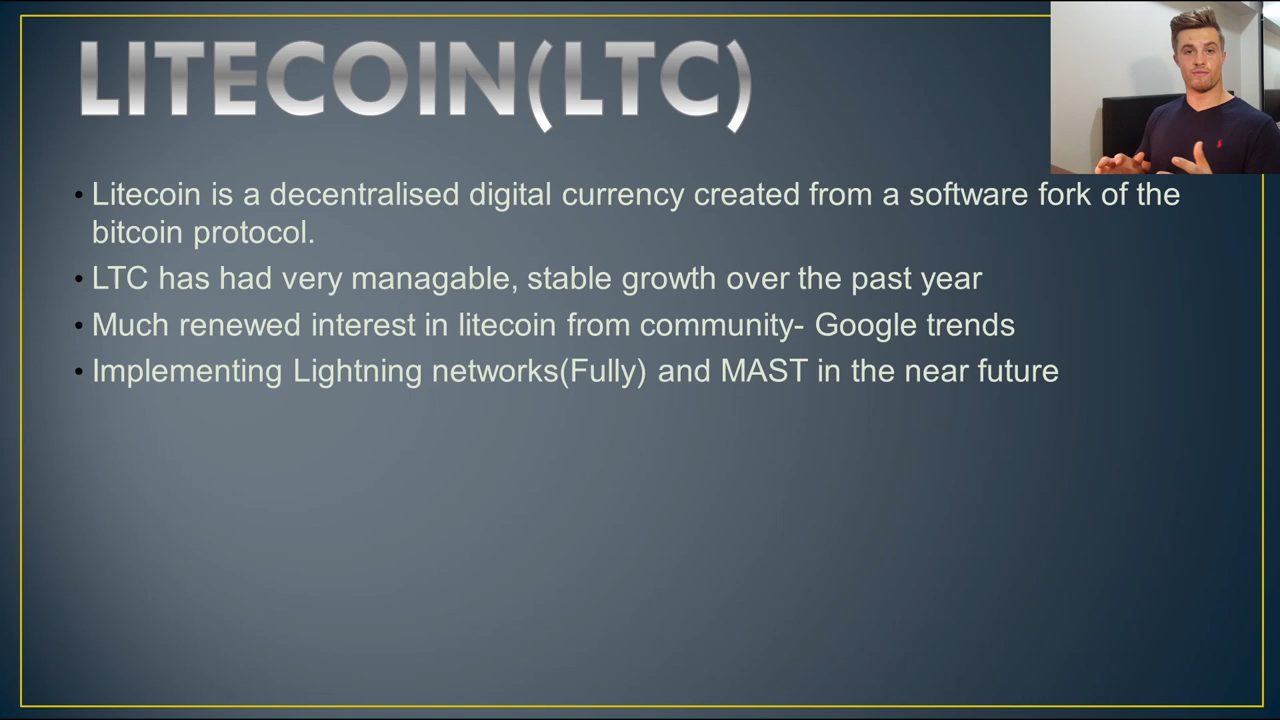 LITECOIN(LTC)
• Litecoin is a decentralised digital currency created from a software fork of the
bitcoin protocol.
• LTC has had very managable, stable growth over the past year
• Much renewed interest in litecoin from community- Google trends
• Implementing Lightning networks(Fully) and MAST in the near future